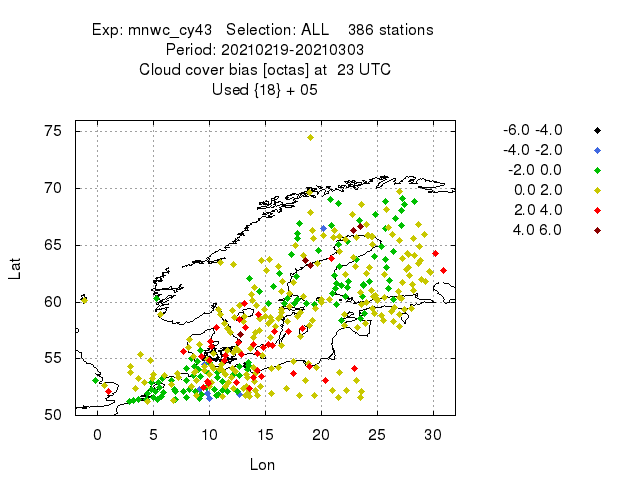 Exp: mnwc_cy43   Selection: ALL    386 stations
Period: 20210219-20210303
Cloud cover bias [octas] at  23 UTC
Used {18} + 05
-6.0 -4.0
-4.0 -2.0
-2.0 0.0
0.0 2.0
2.0 4.0
4.0 6.0
75
70
65
60
55
50
Lat
0 5 10 15 20 25 30
Lon